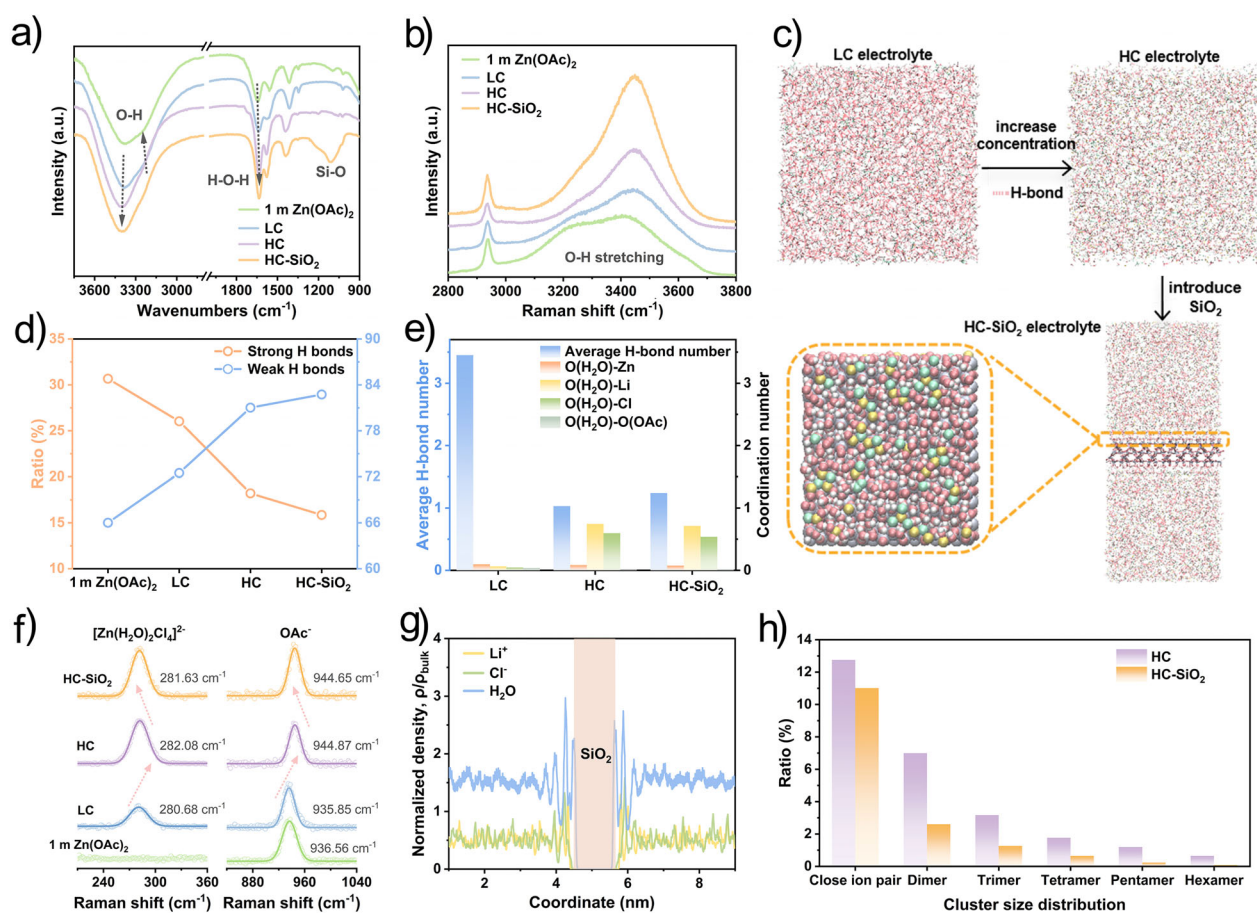 a)
Intensity (a.u.)
O-H
H-O-H
Si-O
1 m Zn(OAc)₂
LC
HC
HC-SiO₂
3600 3300 3000 1800 1500 1200 900
Wavenumbers (cm⁻¹)
b)
Intensity (a.u.)
1 m Zn(OAc)₂
LC
HC
HC-SiO₂
O-H stretching
2800 3000 3200 3400 3600 3800
Raman shift (cm⁻¹)
c)
LC electrolyte
HC electrolyte
increase
concentration
H-bond
introduce
SiO₂
HC-SiO₂ electrolyte
d)
Ratio (%)
35
30
25
20
15
10
Strong H bonds
Weak H bonds
90
84
78
72
66
60
1 m Zn(OAc)₂ LC HC HC-SiO₂
e)
Average H-bond number
3
2
1
0
Average H-bond number
O(H₂O)-Zn
O(H₂O)-Li
O(H₂O)-Cl
O(H₂O)-O(OAc)
3
2
1
0
Coordination number
LC HC HC-SiO₂
f)
[Zn(H₂O)₂Cl₄]²⁻ OAc⁻
HC-SiO₂ 281.63 cm⁻¹ 944.65 cm⁻¹
HC 282.08 cm⁻¹ 944.87 cm⁻¹
LC 280.68 cm⁻¹ 935.85 cm⁻¹
1 m Zn(OAc)₂ 936.56 cm⁻¹
280 300 360 880 960 1040
Raman shift (cm⁻¹) Raman shift (cm⁻¹)
g)
Normalized density, ρ/ρbulk
4
3
2
1
0
Li⁺
Cl⁻
H₂O
SiO₂
2 4 6 8
Coordinate (nm)
h)
Ratio (%)
14
12
10
8
6
4
2
0
HC
HC-SiO₂
Close ion pair Dimer Trimer Tetramer Pentamer Hexamer
Cluster size distribution